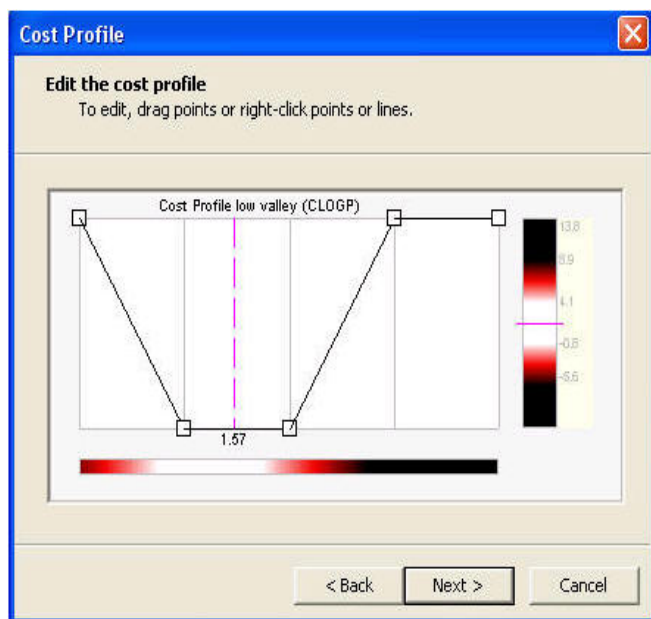 Cost Profile
Edit the cost profile
To edit, drag points or right-click points or lines.
Cost Profile low valley (CLOGP)
13.8
8.9
4.1
-0.8
-5.6
1.57
< Back
Next >
Cancel